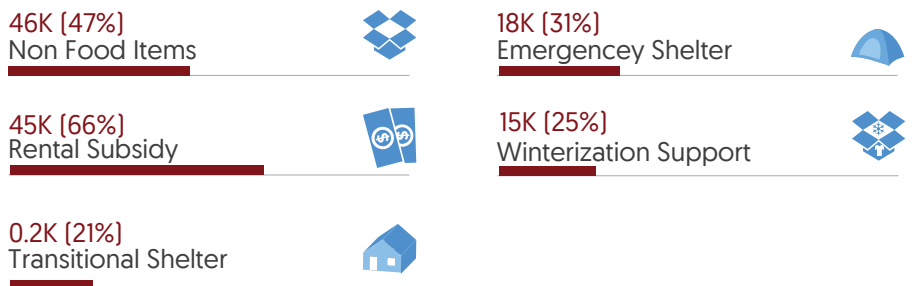 46K (47%)
Non Food Items
18K (31%)
Emergencey Shelter
45K (66%)
Rental Subsidy
15K (25%)
Winterization Support
0.2K (21%)
Transitional Shelter